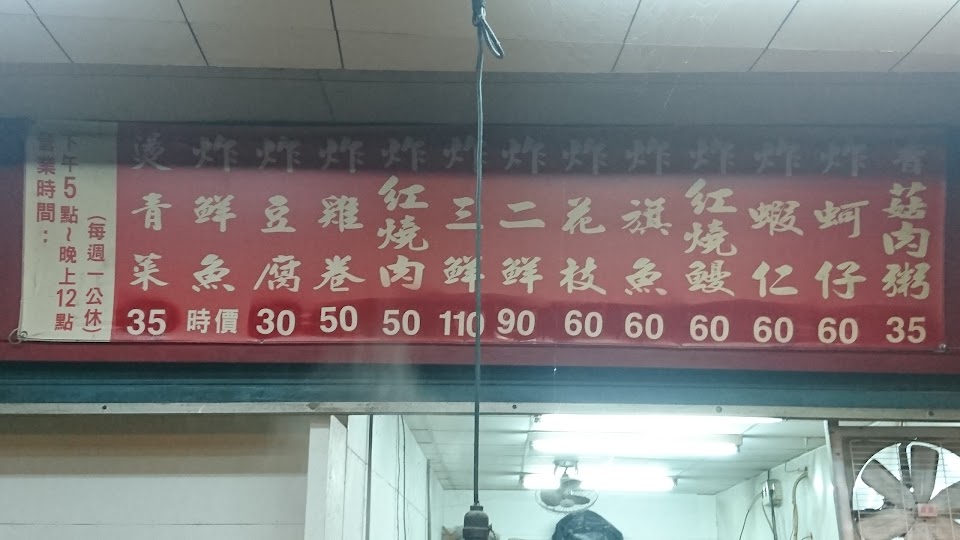 香菇肉粥 35
炸蚵仔 60
炸蝦仁 60
炸紅燒鰻 60
炸旗魚 60
炸花枝 60
炸二鮮 90
炸三鮮 110
炸紅燒肉 50
炸雞卷 50
炸豆腐 30
炸鮮魚 時價
燙青菜 35
營業時間：
下午5點~晚上12點
(每週一公休)